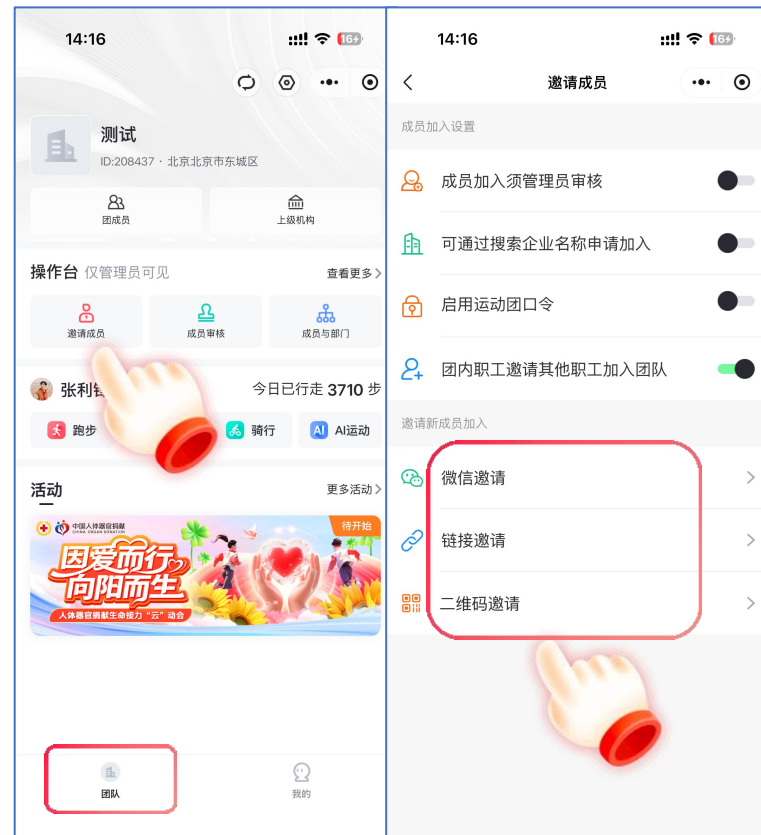 14:16
16
测试
ID:208437 · 北京北京市东城区
团成员
上级机构
操作台 仅管理员可见
查看更多
邀请成员
成员审核
成员与部门
张利
今日已行走 3710 步
跑步
骑行
AI AI运动
活动
更多活动
中国人体器官捐献
CHINA ORGAN DONATION
待开始
因爱而行
向阳而生
人体器官捐献生命接力“云”动会
团队
我的
14:16
16
邀请成员
成员加入设置
成员加入须管理员审核
可通过搜索企业名称申请加入
启用运动团口令
团内职工邀请其他职工加入团队
邀请新成员加入
微信邀请
链接邀请
二维码邀请